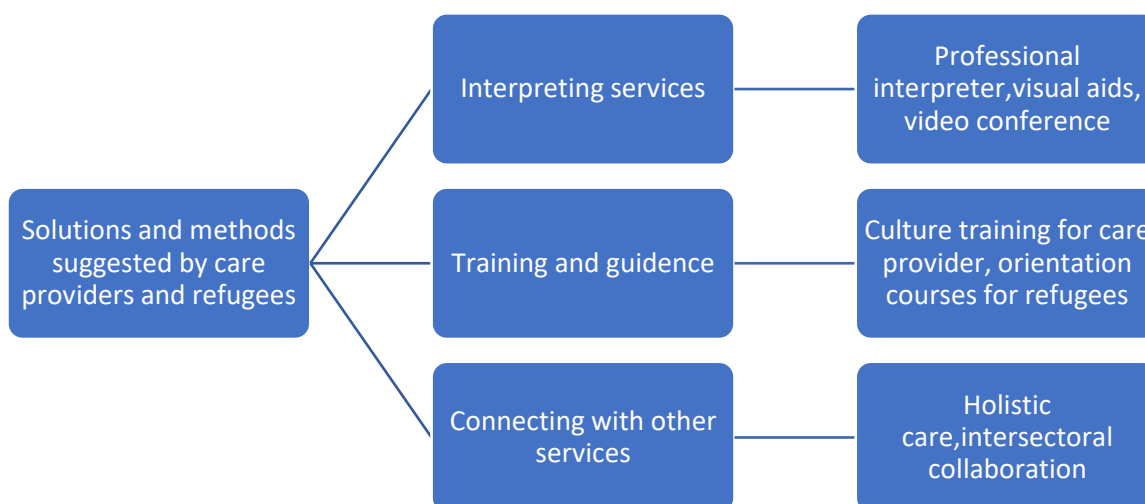 Solutions and methods
suggested by care
providers and refugees
Interpreting services
Professional
interpreter,visual aids,
video conference
Training and guidence
Culture training for care
provider, orientation
courses for refugees
Connecting with other
services
Holistic
care,intersectoral
collaboration